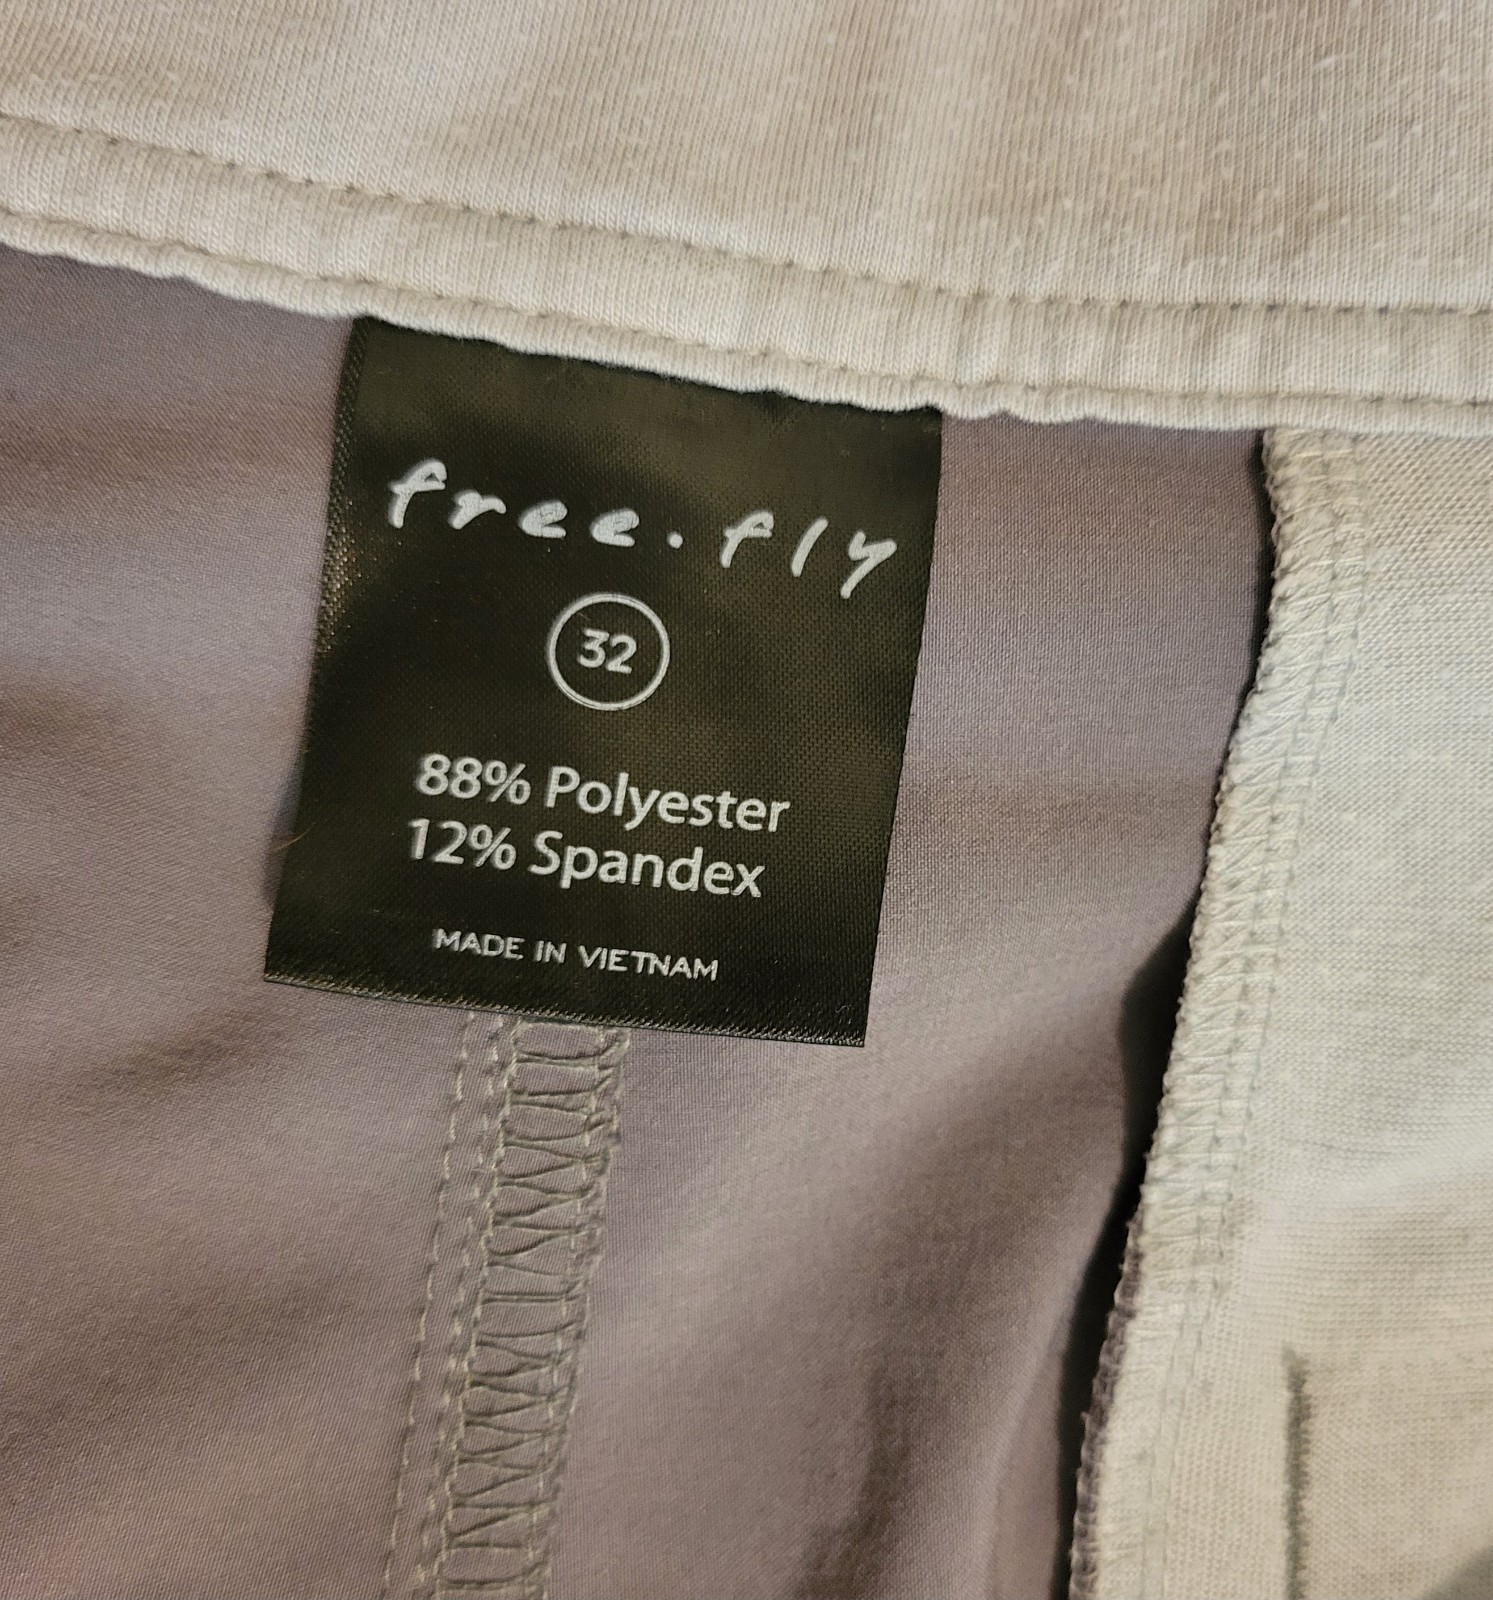 free.fly
32
88% Polyester
12% Spandex
MADE IN VIETNAM